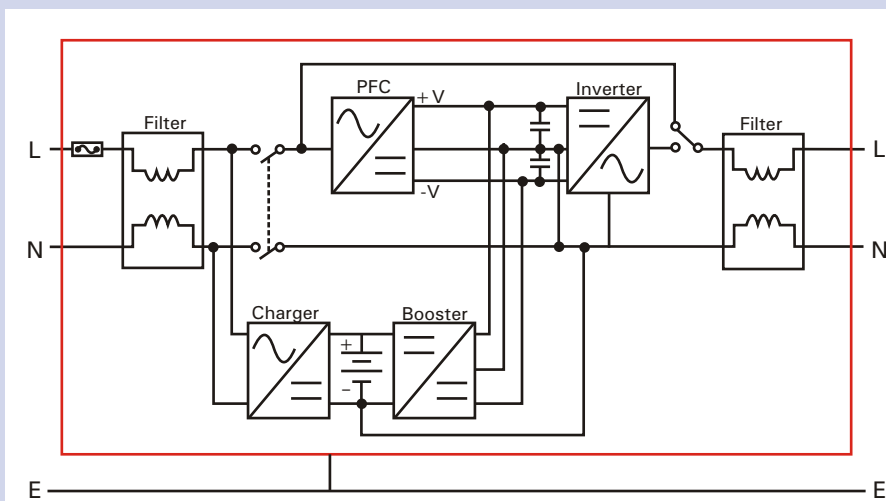 PFC
+V
Inverter
Filter
Filter
L
L
-V
N
N
Charger
Booster
+
–
E
E